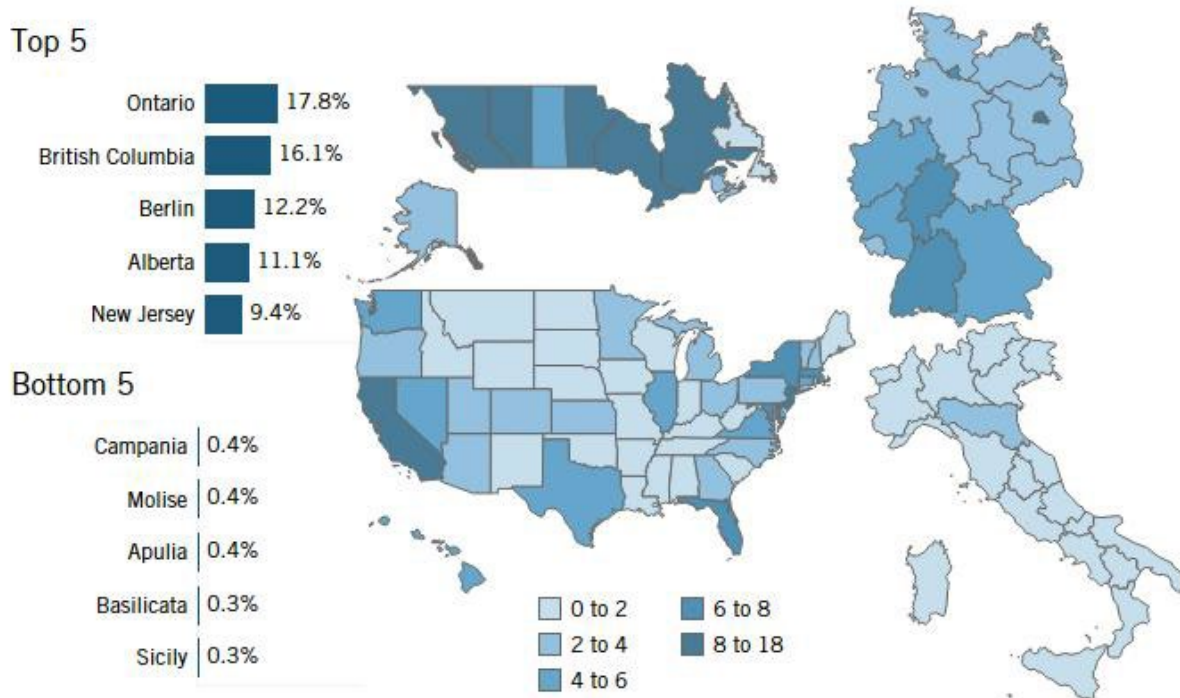 Top 5
Ontario 17.8%
British Columbia 16.1%
Berlin 12.2%
Alberta 11.1%
New Jersey 9.4%
Bottom 5
Campania 0.4%
Molise 0.4%
Apulia 0.4%
Basilicata 0.3%
Sicily 0.3%
0 to 2
2 to 4
4 to 6
6 to 8
8 to 18